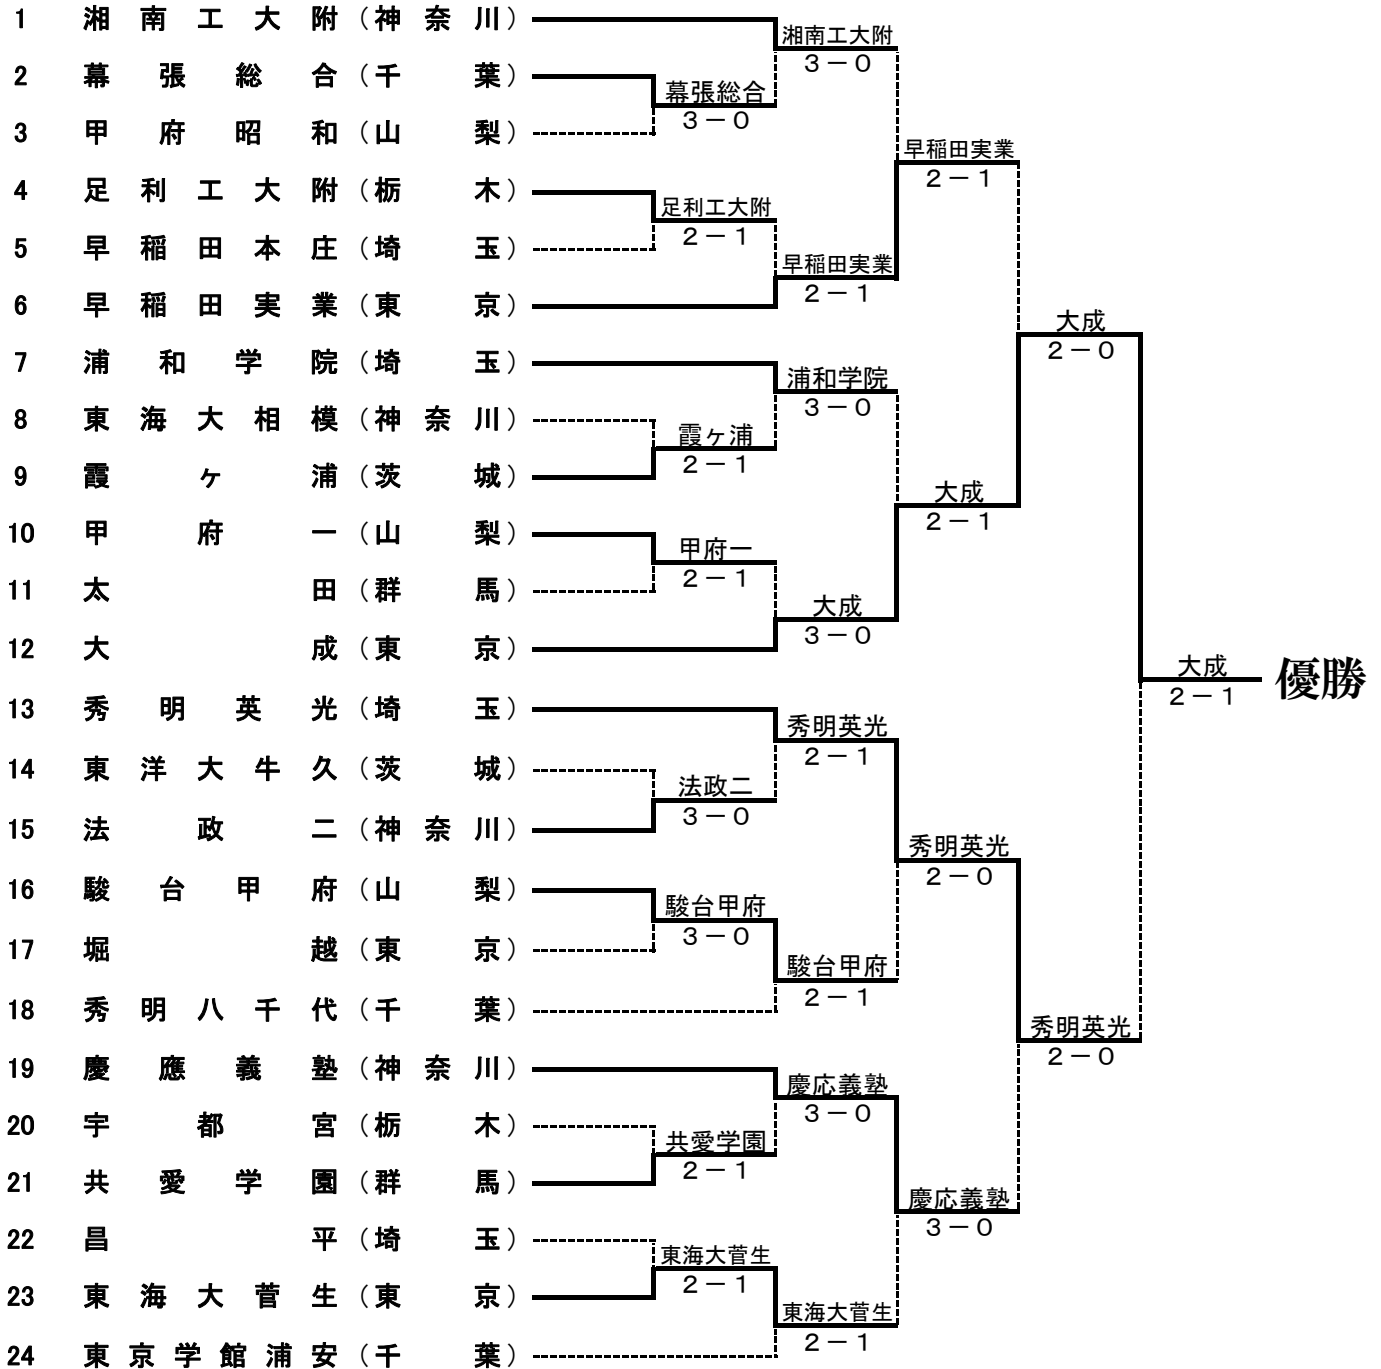 1 湘南工大附（神奈川）
湘南工大附
3－0
2 幕張総合（千葉）
幕張総合
3－0
3 甲府昭和（山梨）
早稲田実業
2－1
4 足利工大附（栃木）
足利工大附
2－1
5 早稲田本庄（埼玉）
早稲田実業
2－1
6 早稲田実業（東京）
大成
2－0
7 浦和学院（埼玉）
浦和学院
3－0
8 東海大相模（神奈川）
霞ヶ浦
2－1
9 霞ヶ浦（茨城）
大成
2－1
10 甲府一（山梨）
甲府一
2－1
11 太田（群馬）
大成
3－0
12 大成（東京）
大成
2－1
優勝
13 秀明英光（埼玉）
秀明英光
2－1
14 東洋大牛久（茨城）
法政二
3－0
15 法政二（神奈川）
秀明英光
2－0
16 駿台甲府（山梨）
駿台甲府
3－0
17 堀越（東京）
駿台甲府
2－1
18 秀明八千代（千葉）
秀明英光
2－0
19 慶應義塾（神奈川）
慶応義塾
3－0
20 宇都宮（栃木）
共愛学園
2－1
21 共愛学園（群馬）
慶応義塾
3－0
22 昌平（埼玉）
東海大菅生
2－1
23 東海大菅生（東京）
東海大菅生
2－1
24 東京学館浦安（千葉）